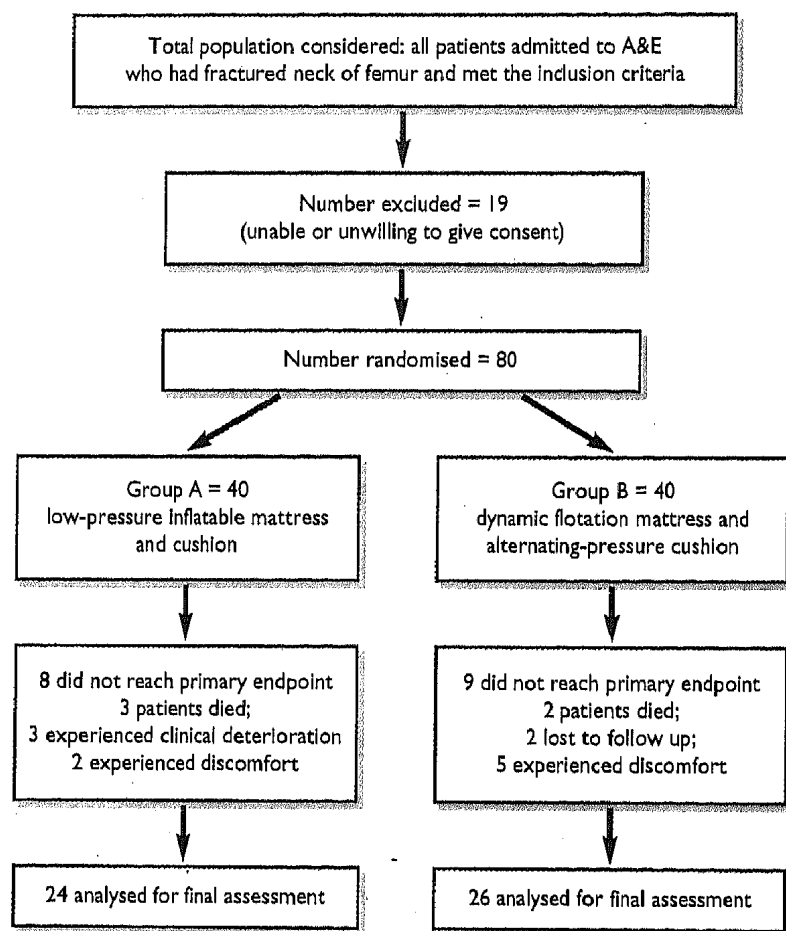 Total population considered: all patients admitted to A&E
who had fractured neck of femur and met the inclusion criteria
Number excluded = 19
(unable or unwilling to give consent)
Number randomised = 80
Group A = 40
low-pressure inflatable mattress
and cushion
Group B = 40
dynamic flotation mattress and
alternating-pressure cushion
8 did not reach primary endpoint
3 patients died;
3 experienced clinical deterioration
2 experienced discomfort
9 did not reach primary endpoint
2 patients died;
2 lost to follow up;
5 experienced discomfort
24 analysed for final assessment
26 analysed for final assessment